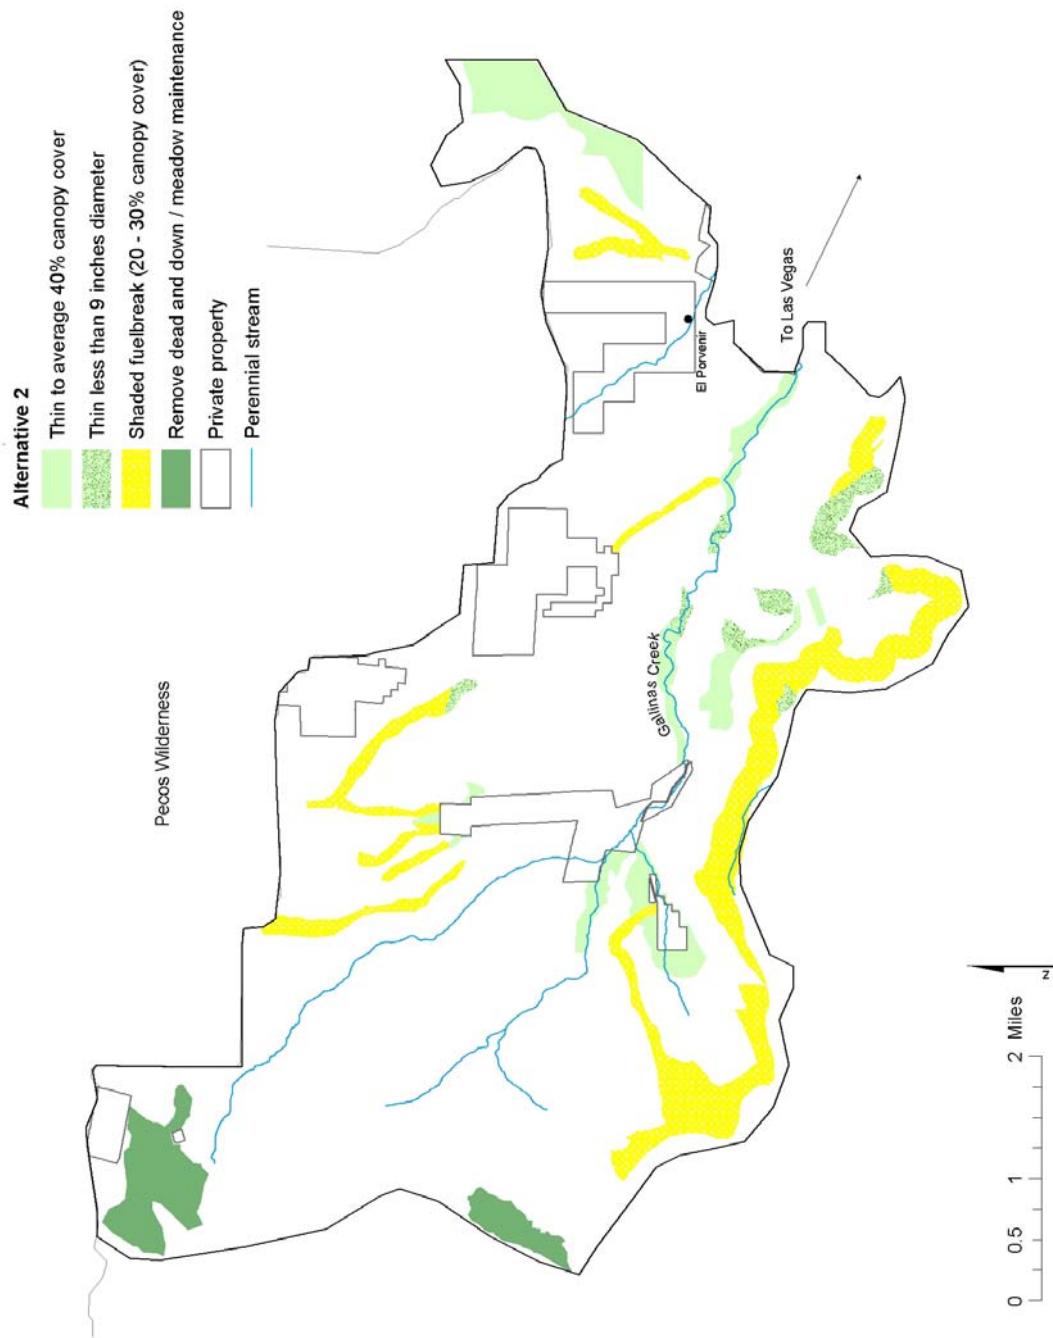 Alternative 2
Thin to average 40% canopy cover
Thin less than 9 inches diameter
Shaded fuelbreak (20 - 30% canopy cover)
Remove dead and down / meadow maintenance
Private property
Perennial stream
Pecos Wilderness
El Porvenir
To Las Vegas
Gallinas Creek
0 0.5 1 2 Miles
N